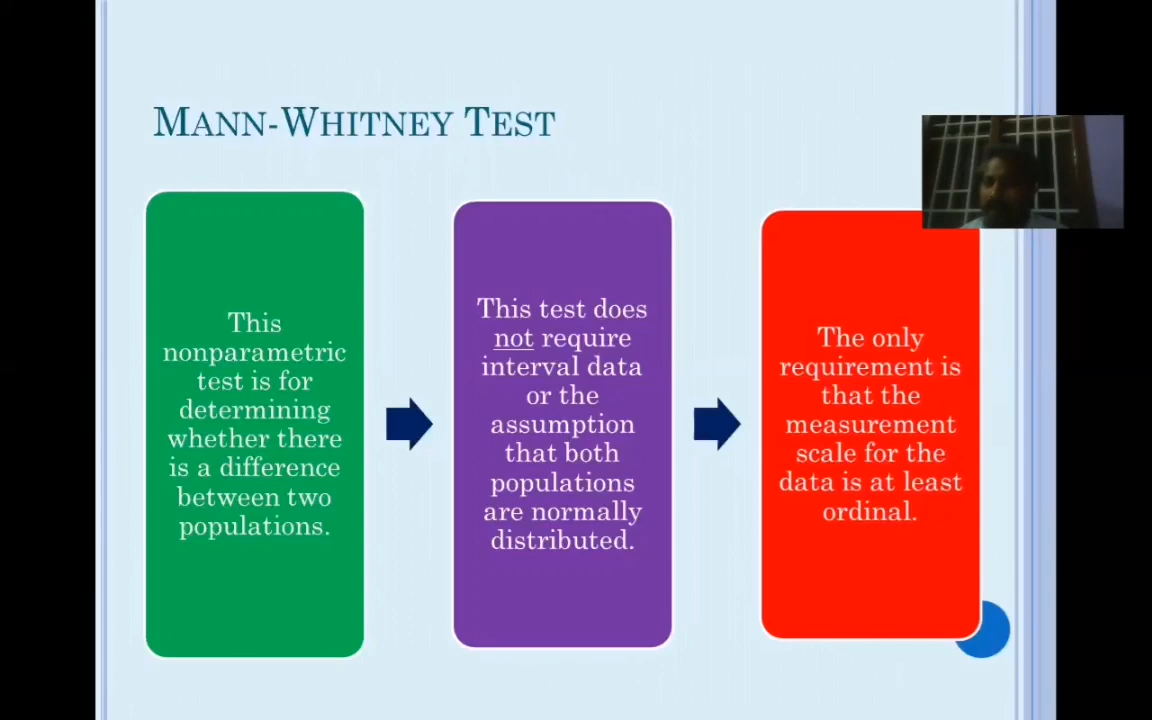 MANN-WHITNEY TEST
This
nonparametric
test is for
determining
whether there
is a difference
between two
populations.
This test does
not require
interval data
or the
assumption
that both
populations
are normally
distributed.
The only
requirement is
that the
measurement
scale for the
data is at least
ordinal.